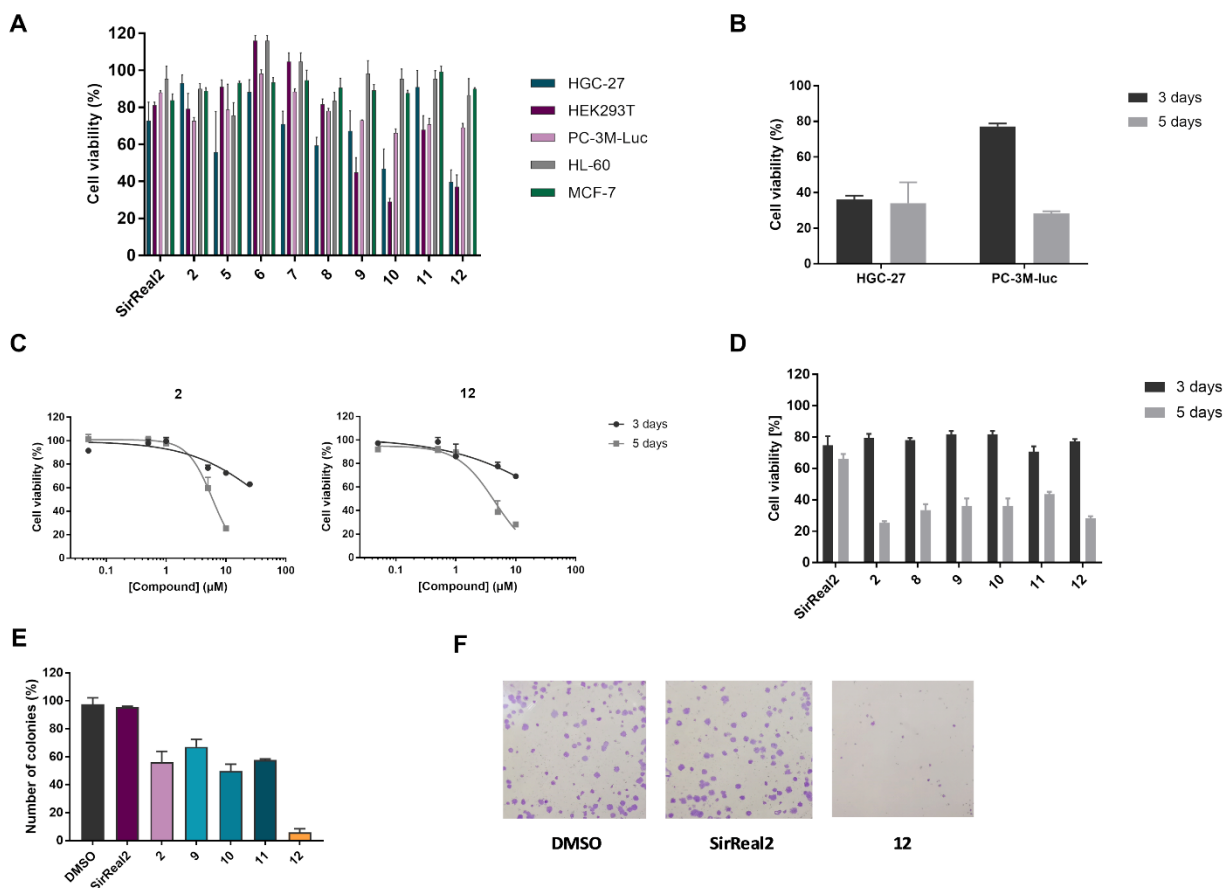 A
Cell viability (%)
120
100
80
60
40
20
0
SirReal2
2
5
6
7
8
9
10
11
12
HGC-27
HEK293T
PC-3M-Luc
HL-60
MCF-7
B
Cell viability (%)
80
60
40
20
0
HGC-27
PC-3M-luc
3 days
5 days
C
2
Cell viability (%)
120
100
80
60
40
20
0
0.1
1
10
100
[Compound] (µM)
12
Cell viability (%)
120
100
80
60
40
20
0
0.1
1
10
100
[Compound] (µM)
3 days
5 days
D
Cell viability [%]
120
100
80
60
40
20
0
SirReal2
2
8
9
10
11
12
3 days
5 days
E
Number of colonies (%)
120
100
80
60
40
20
0
DMSO
SirReal2
2
9
10
11
12
F
DMSO
SirReal2
12